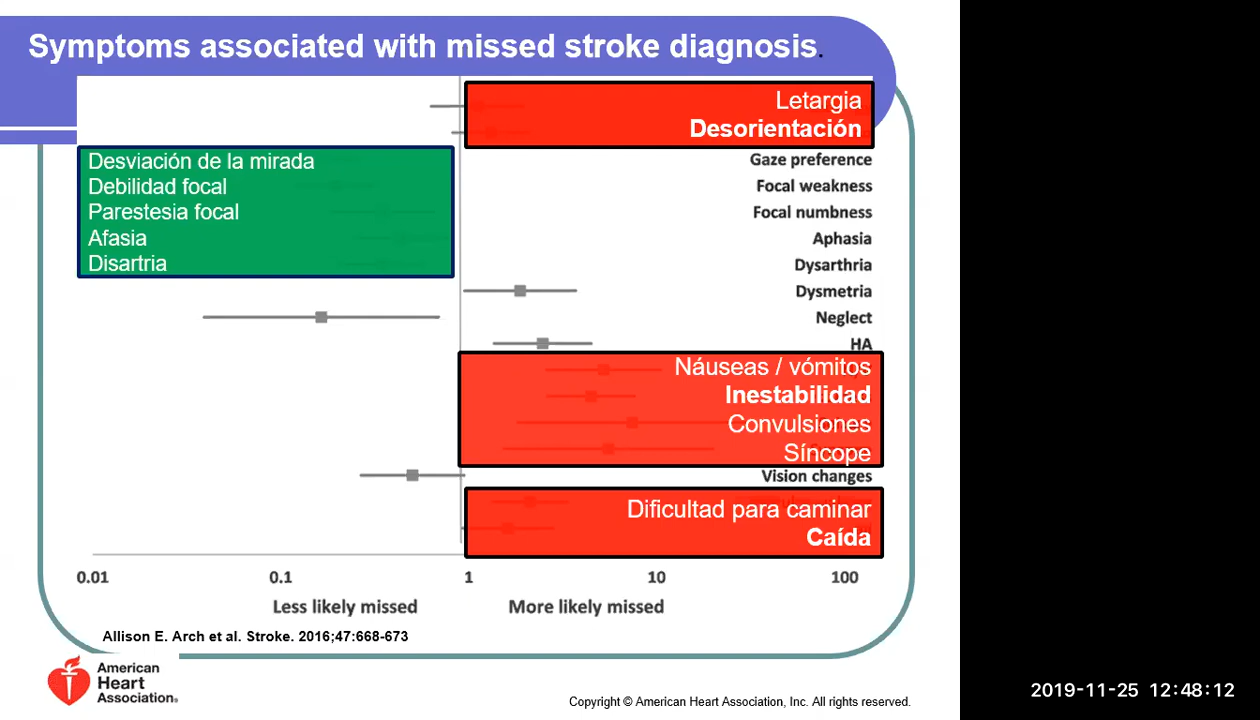 Symptoms associated with missed stroke diagnosis.
Letargia
Desorientación
Desviación de la mirada
Debilidad focal
Parestesia focal
Afasia
Disartria
Gaze preference
Focal weakness
Focal numbness
Aphasia
Dysarthria
Dysmetria
Neglect
HA
Náuseas / vómitos
Inestabilidad
Convulsiones
Síncope
Vision changes
Dificultad para caminar
Caída
0.01 0.1 1 10 100
Less likely missed More likely missed
Allison E. Arch et al. Stroke. 2016;47:668-673
American
Heart
Association®
Copyright © American Heart Association, Inc. All rights reserved.
2019-11-25 12:48:12